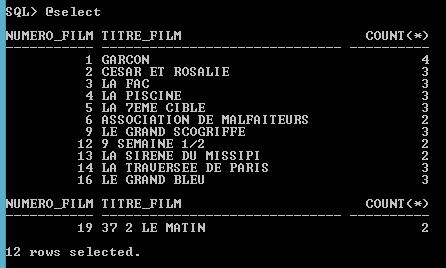 SQL> @select
NUMERO_FILM TITRE_FILM COUNT(*)
1 GARCON 4
2 CESAR ET ROSALIE 3
3 LA FAC 3
4 LA PISCINE 3
5 LA 7EME CIBLE 3
6 ASSOCIATION DE MALFAITEURS 2
9 LE GRAND SCOGRIFFE 3
12 9 SEMAINE 1/2 2
13 LA SIRENE DU MISSIPI 2
14 LA TRAVERSEE DE PARIS 3
16 LE GRAND BLEU 3
NUMERO_FILM TITRE_FILM COUNT(*)
19 37 2 LE MATIN 2
12 rows selected.